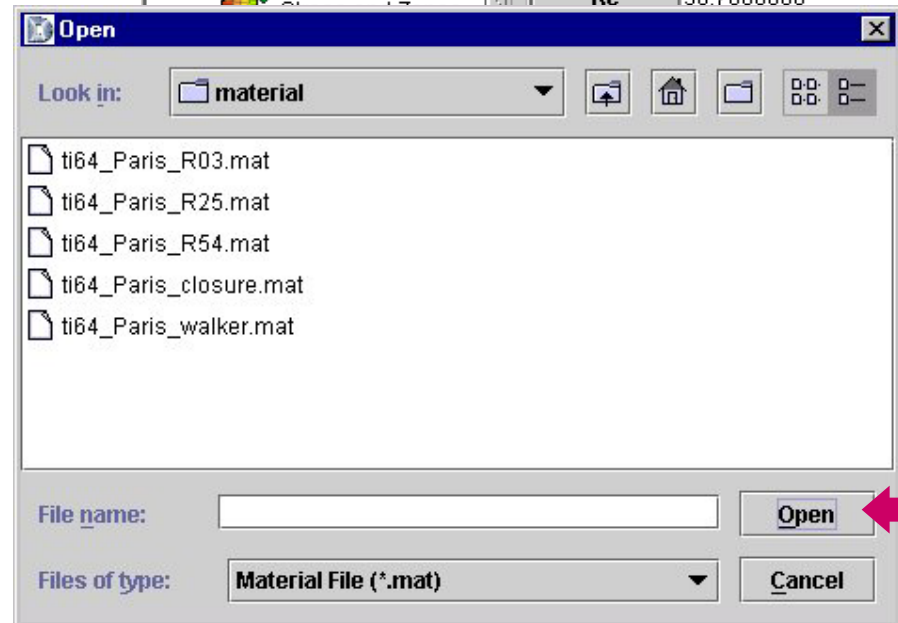 Open
Look in: material
ti64_Paris_R03.mat
ti64_Paris_R25.mat
ti64_Paris_R54.mat
ti64_Paris_closure.mat
ti64_Paris_walker.mat
File name: Open
Files of type: Material File (*.mat) Cancel